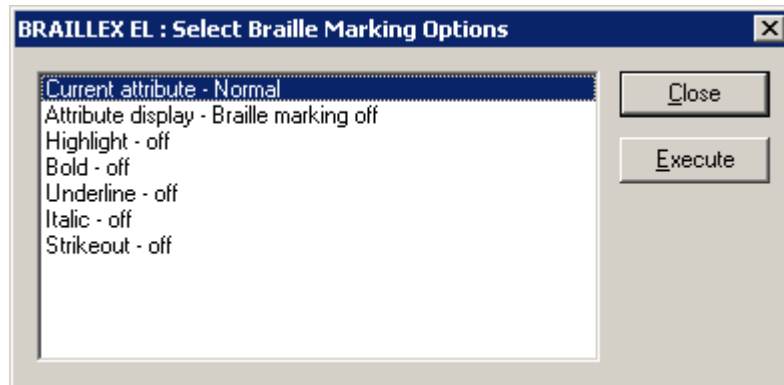 BRAILLEX EL : Select Braille Marking Options
Current attribute - Normal
Attribute display - Braille marking off
Highlight - off
Bold - off
Underline - off
Italic - off
Strikeout - off
Close
Execute